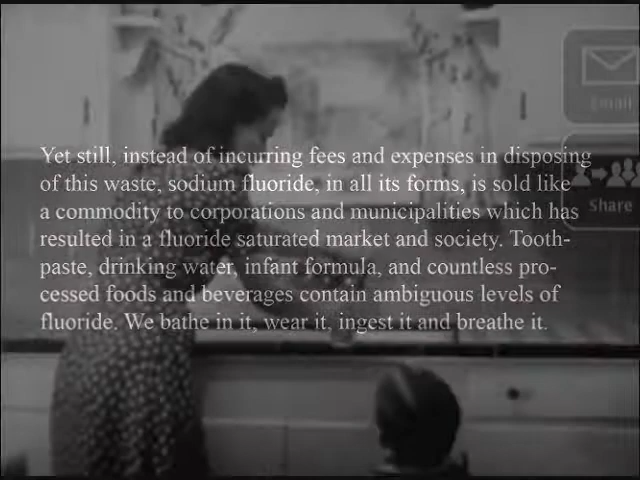 Email
Yet still, instead of incurring fees and expenses in disposing
of this waste, sodium fluoride, in all its forms, is sold like
a commodity to corporations and municipalities which has
Share
resulted in a fluoride saturated market and society. Tooth-
paste, drinking water, infant formula, and countless pro-
cessed foods and beverages contain ambiguous levels of
fluoride. We bathe in it, wear it, ingest it and breathe it.